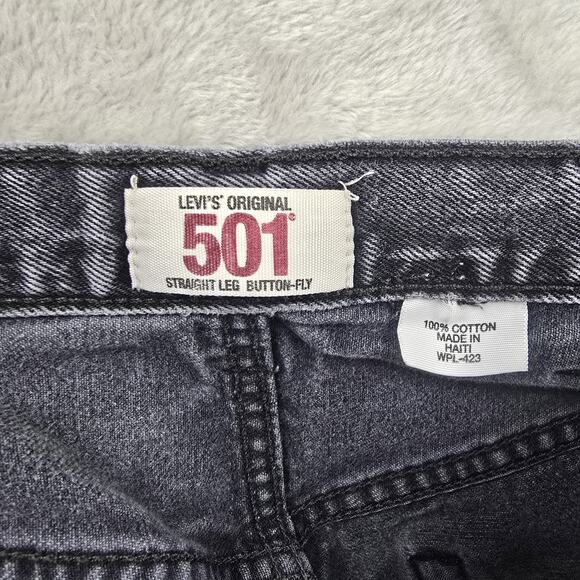 LEVI'S® ORIGINAL
501®
STRAIGHT LEG BUTTON-FLY
100% COTTON
MADE IN
HAITI
WPL-423